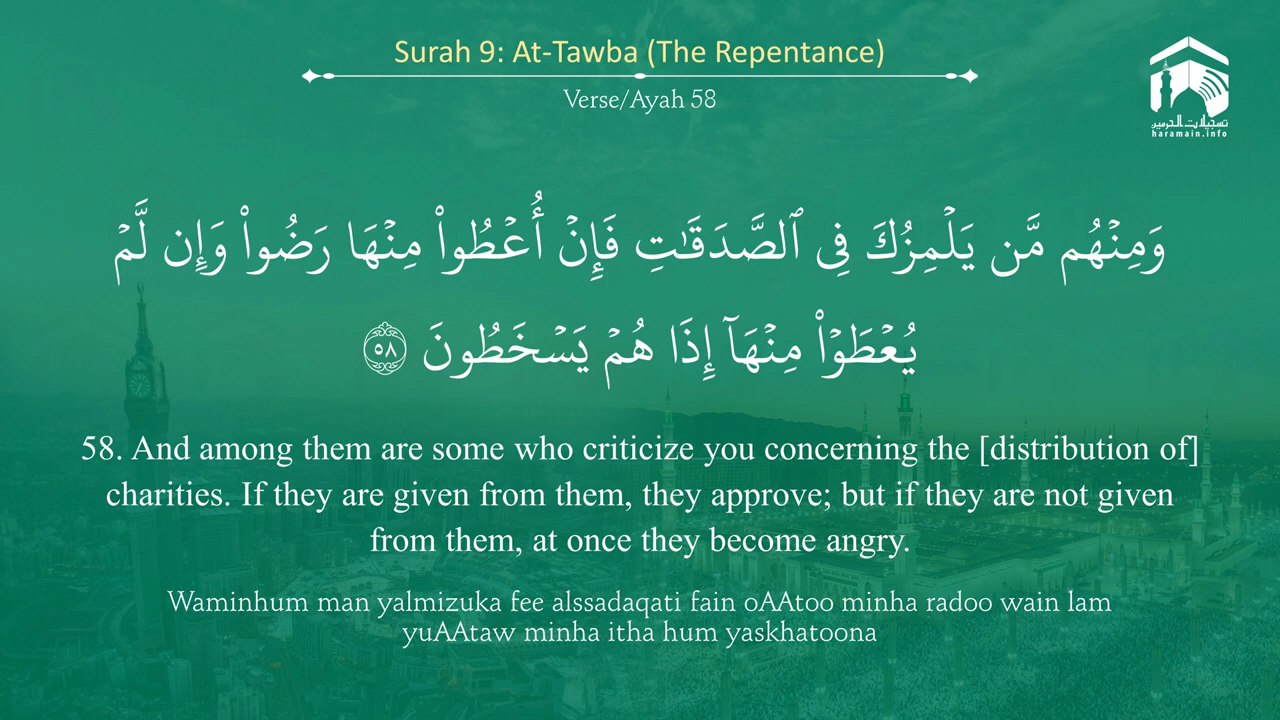 Surah 9: At-Tawba (The Repentance)
Verse/Ayah 58
تسجيلات الحرمين
haramain.info
وَمِنۡهُم مَّن يَلۡمِزُكَ فِي ٱلصَّدَقَٰتِ فَإِنۡ أُعۡطُواْ مِنۡهَا رَضُواْ وَإِن لَّمۡ
يُعۡطَوۡاْ مِنۡهَآ إِذَا هُمۡ يَسۡخَطُونَ ٥٨
58. And among them are some who criticize you concerning the [distribution of]
charities. If they are given from them, they approve; but if they are not given
from them, at once they become angry.
Waminhum man yalmizuka fee alssadaqati fain oAAtoo minha radoo wain lam
yuAAtaw minha itha hum yaskhatoona